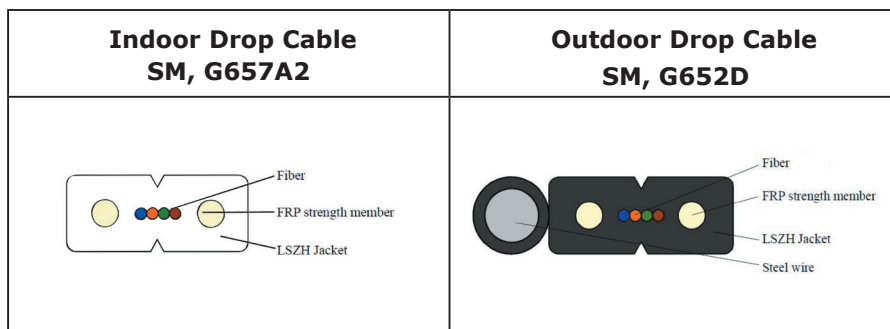 Indoor Drop Cable
SM, G657A2
Outdoor Drop Cable
SM, G652D
Fiber
FRP strength member
LSZH Jacket
Fiber
FRP strength member
LSZH Jacket
Steel wire